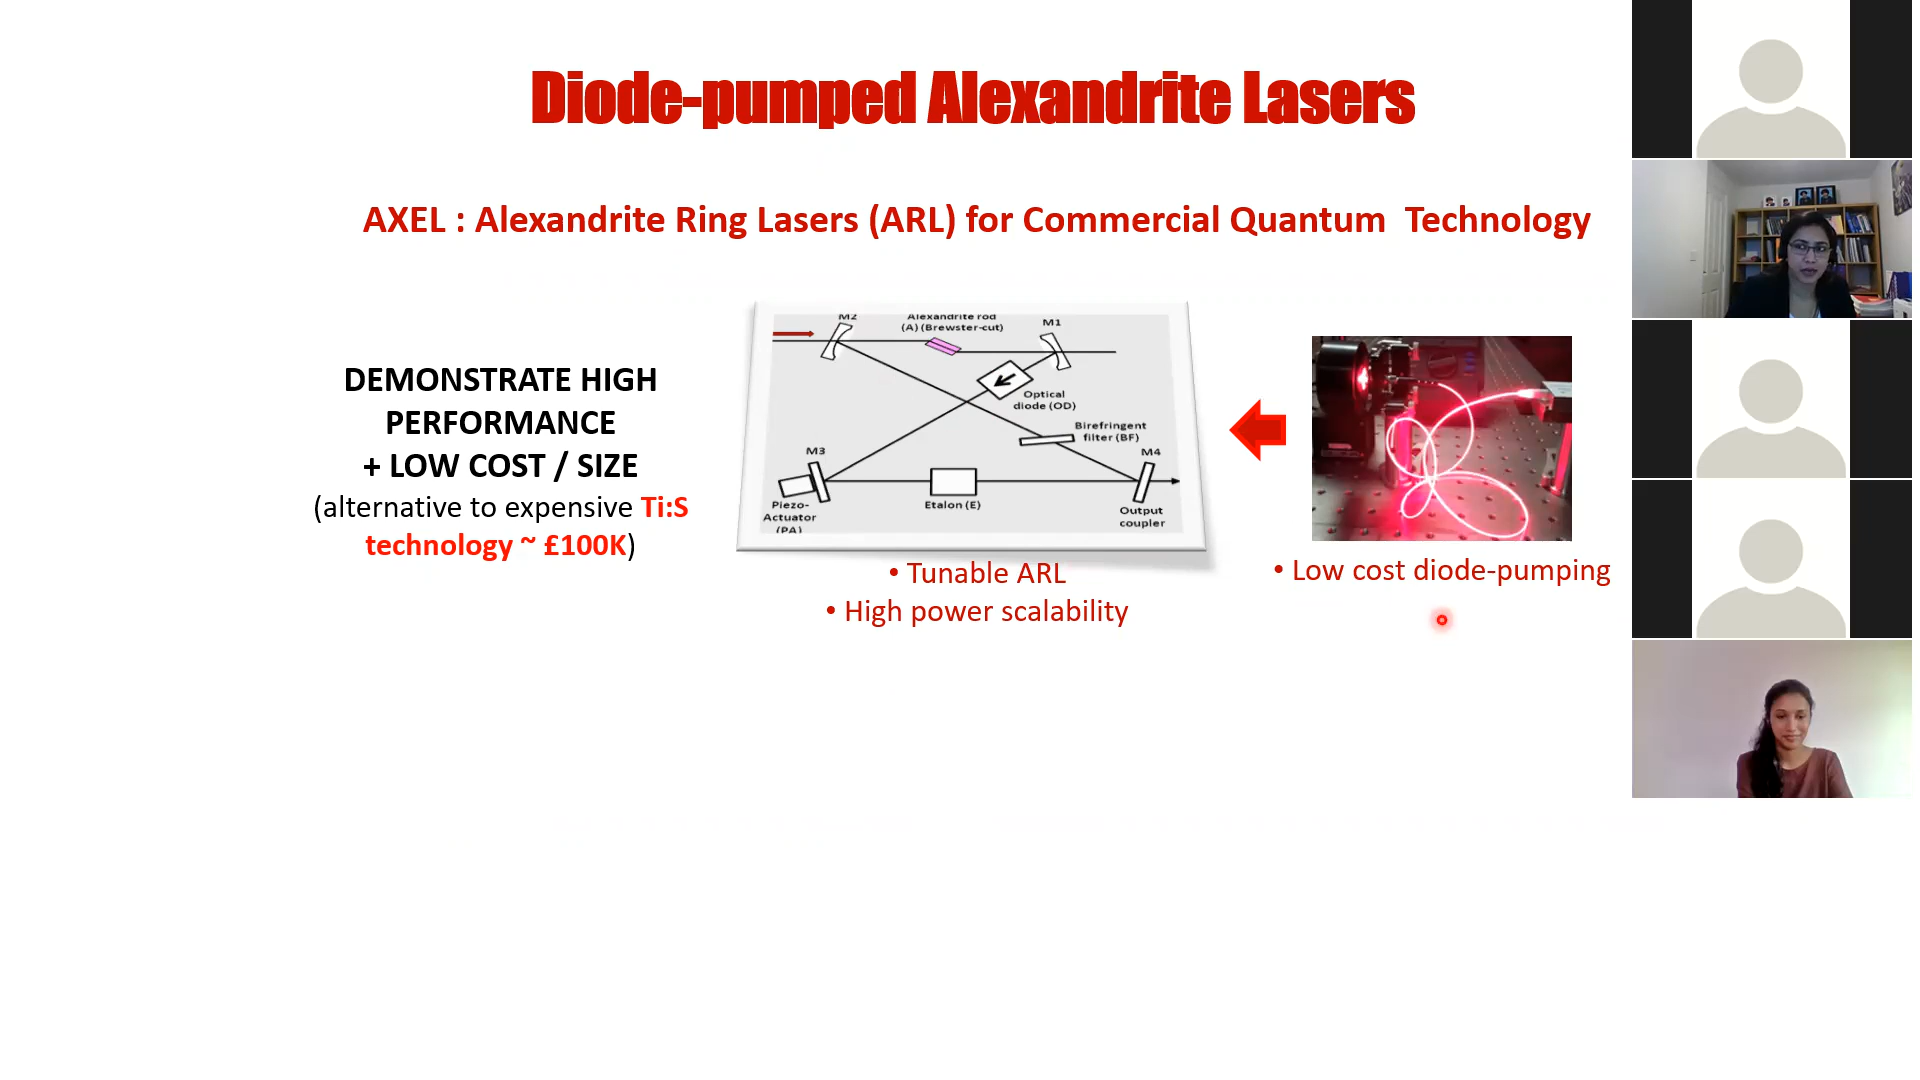 Diode-pumped Alexandrite Lasers
AXEL : Alexandrite Ring Lasers (ARL) for Commercial Quantum Technology
DEMONSTRATE HIGH
PERFORMANCE
+ LOW COST / SIZE
(alternative to expensive Ti:S
technology ~ £100K)
M2
Alexandrite rod
(A) (Brewster-cut)
M1
Optical
diode (OD)
Birefringent
filter (BF)
M3
M4
Piezo-
Actuator
(PA)
Etalon (E)
Output
coupler
• Tunable ARL
• High power scalability
• Low cost diode-pumping